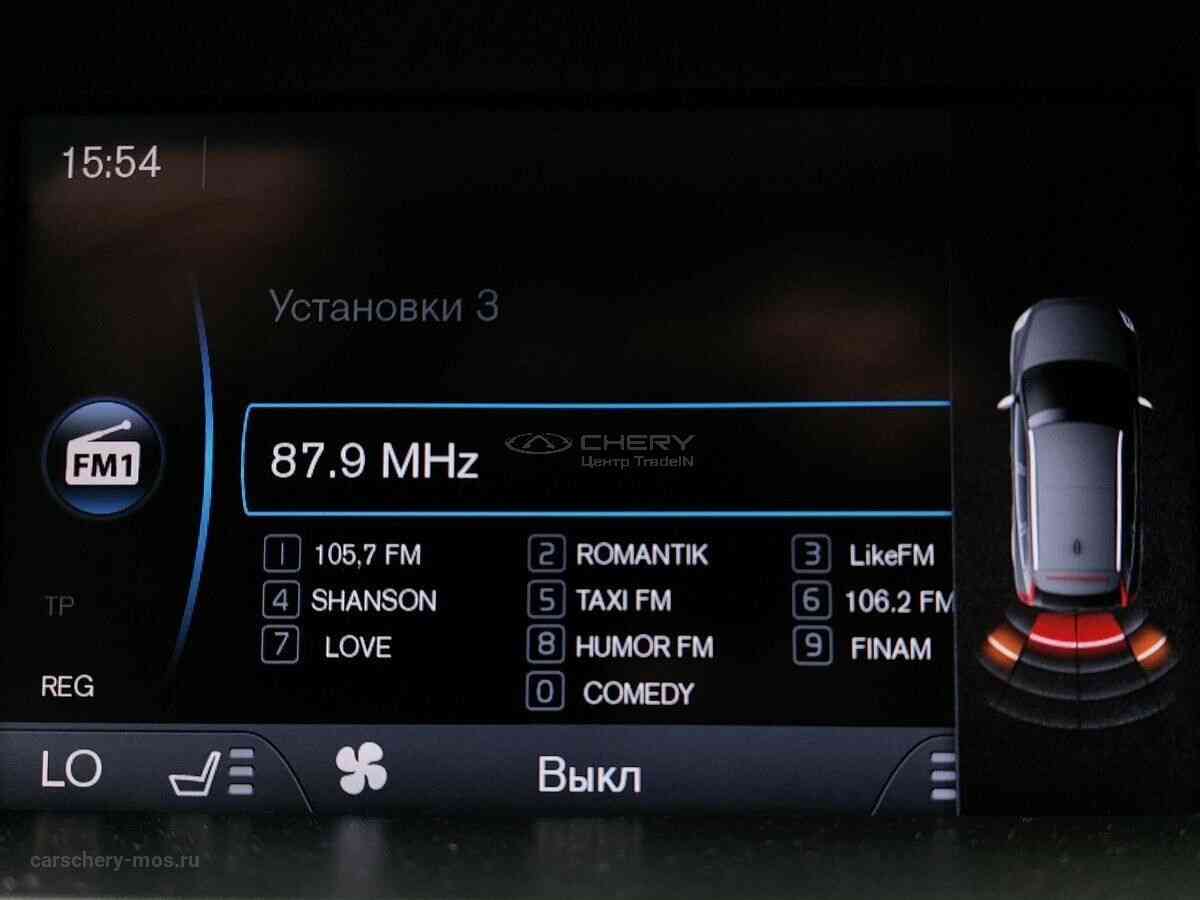 15:54
Установки 3
FM1
87.9 MHz
CHERY
Центр TradeIN
1 105,7 FM 2 ROMANTIK 3 LikeFM
4 SHANSON 5 TAXI FM 6 106.2 FM
7 LOVE 8 HUMOR FM 9 FINAM
0 COMEDY
TP
REG
LO Выкл
carschery-mos.ru